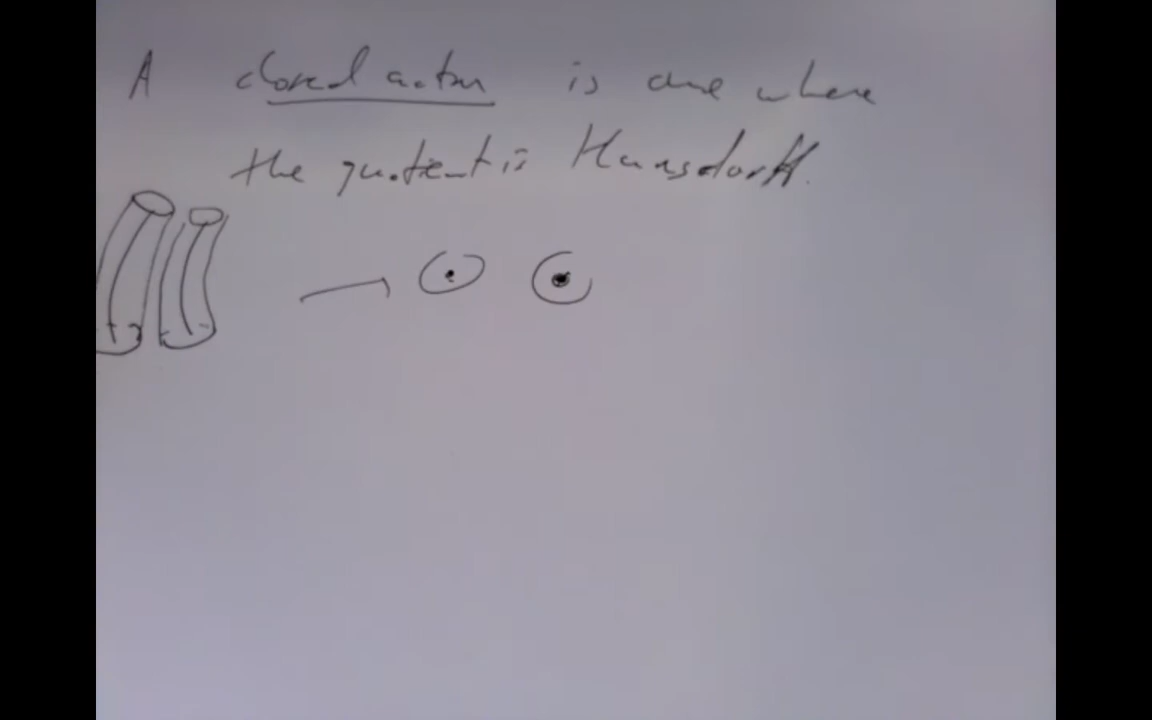 A closed action is one where
the quotient is Hausdorff.